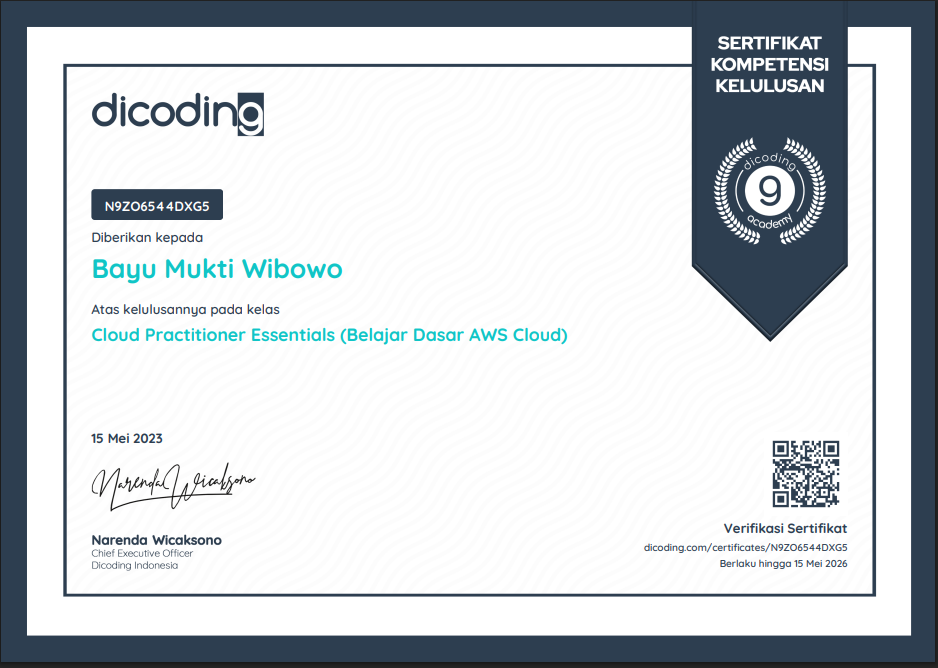 SERTIFIKAT
KOMPETENSI
KELULUSAN
dicoding
dicoding
9
academy
N9ZO6544DXG5
Diberikan kepada
Bayu Mukti Wibowo
Atas kelulusannya pada kelas
Cloud Practitioner Essentials (Belajar Dasar AWS Cloud)
15 Mei 2023
Narenda Wicaksono
Narenda Wicaksono
Chief Executive Officer
Dicoding Indonesia
Verifikasi Sertifikat
dicoding.com/certificates/N9ZO6544DXG5
Berlaku hingga 15 Mei 2026